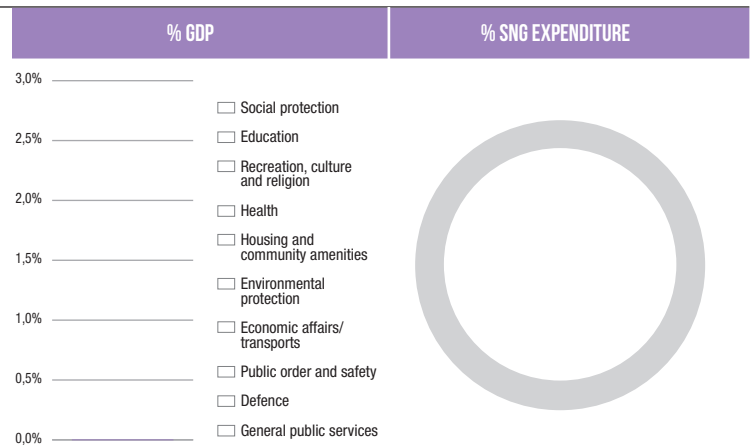 % GDP
% SNG EXPENDITURE
3,0%
2,5%
2,0%
1,5%
1,0%
0,5%
0,0%
Social protection
Education
Recreation, culture
and religion
Health
Housing and
community amenities
Environmental
protection
Economic affairs/
transports
Public order and safety
Defence
General public services